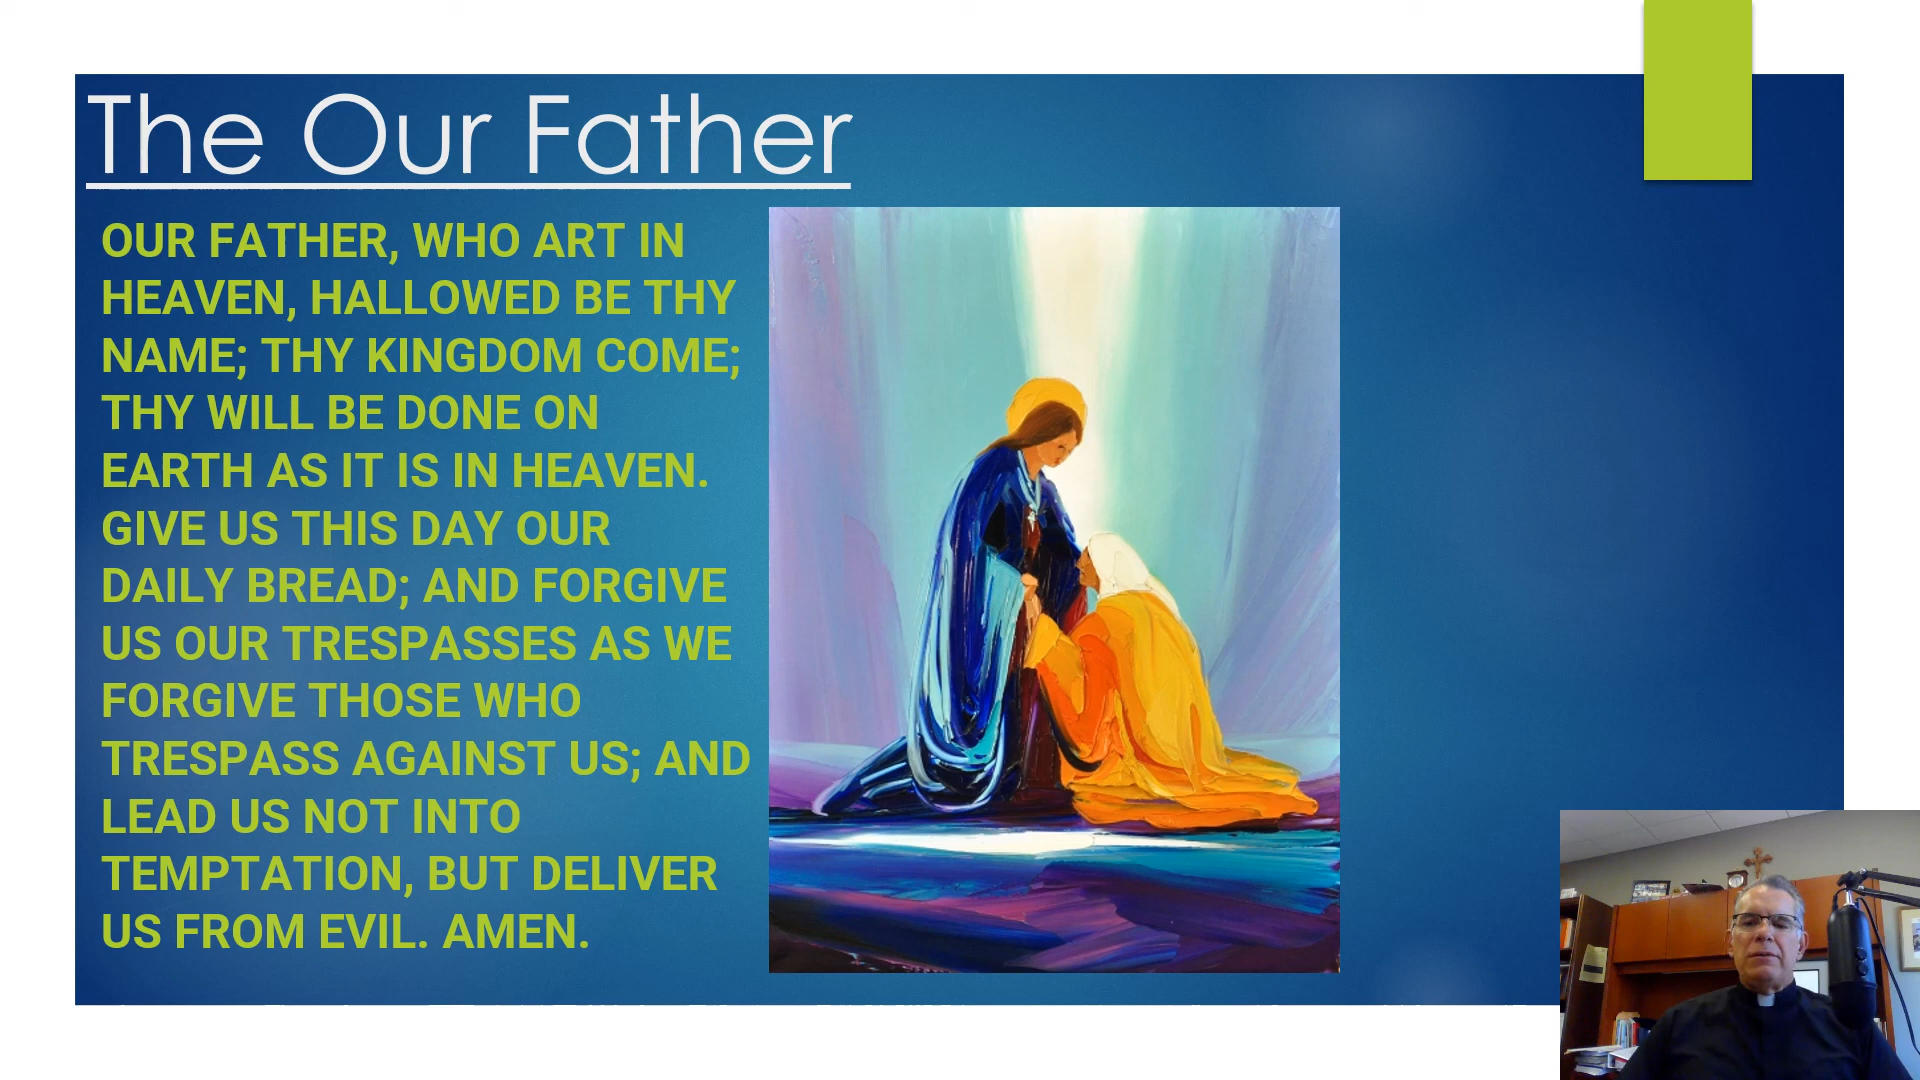 The Our Father
OUR FATHER, WHO ART IN
HEAVEN, HALLOWED BE THY
NAME; THY KINGDOM COME;
THY WILL BE DONE ON
EARTH AS IT IS IN HEAVEN.
GIVE US THIS DAY OUR
DAILY BREAD; AND FORGIVE
US OUR TRESPASSES AS WE
FORGIVE THOSE WHO
TRESPASS AGAINST US; AND
LEAD US NOT INTO
TEMPTATION, BUT DELIVER
US FROM EVIL. AMEN.